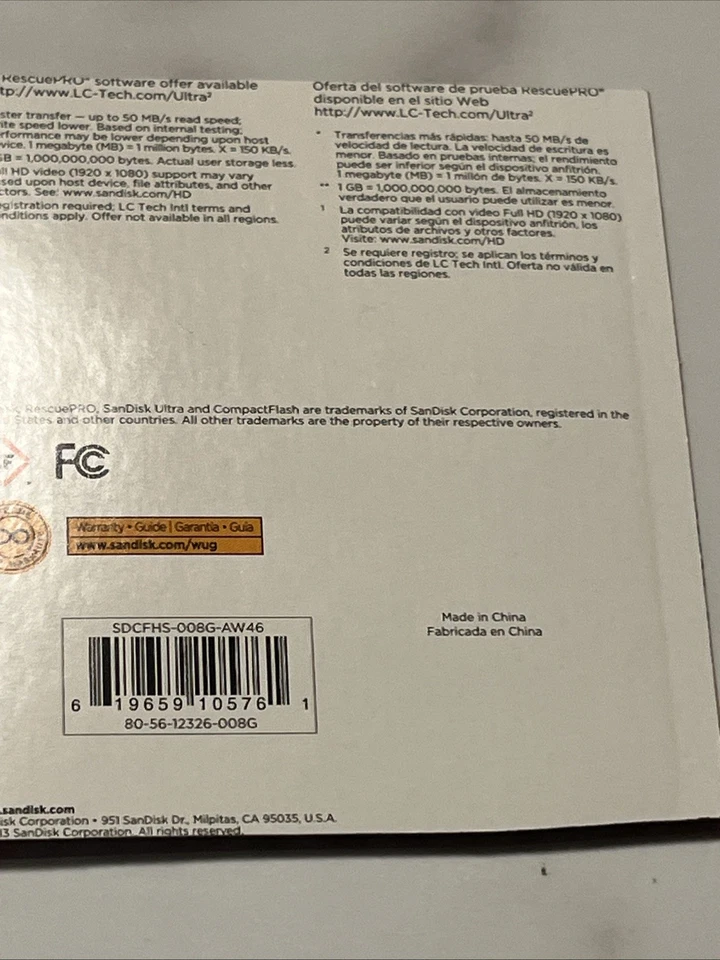 RescuePRO® software offer available
http://www.LC-Tech.com/Ultra²
transfer — up to 50 MB/s read speed;
speed lower. Based on internal testing;
performance may be lower depending upon host
device. 1 megabyte (MB) = 1 million bytes. X = 150 KB/s.
GB = 1,000,000,000 bytes. Actual user storage less.
HD video (1920 x 1080) support may vary
upon host device, file attributes, and other
See: www.sandisk.com/HD
required; LC Tech Intl terms and
conditions apply. Offer not available in all regions.
Oferta del software de prueba RescuePRO®
disponible en el sitio Web
http://www.LC-Tech.com/Ultra²
* Transferencias más rápidas: hasta 50 MB/s de
velocidad de lectura. La velocidad de escritura es
menor. Basado en pruebas internas; el rendimiento
puede ser inferior según el dispositivo anfitrión.
1 megabyte (MB) = 1 millón de bytes. X = 150 KB/s.
** 1 GB = 1,000,000,000 bytes. El almacenamiento
verdadero que el usuario puede utilizar es menor.
1 La compatibilidad con video Full HD (1920 x 1080)
puede variar según el dispositivo anfitrión, los
atributos de archivos y otros factores.
Visite: www.sandisk.com/HD
2 Se requiere registro; se aplican los términos y
condiciones de LC Tech Intl. Oferta no válida en
todas las regiones.
RescuePRO, SanDisk Ultra and CompactFlash are trademarks of SanDisk Corporation, registered in the
States and other countries. All other trademarks are the property of their respective owners.
FC
Warranty • Guide | Garantía • Guía
www.sandisk.com/wug
SDCFHS-008G-AW46
6 19659 10576 1
80-56-12326-008G
Made in China
Fabricada en China
.sandisk.com
Corporation • 951 SanDisk Dr., Milpitas, CA 95035, U.S.A.
SanDisk Corporation. All rights reserved.